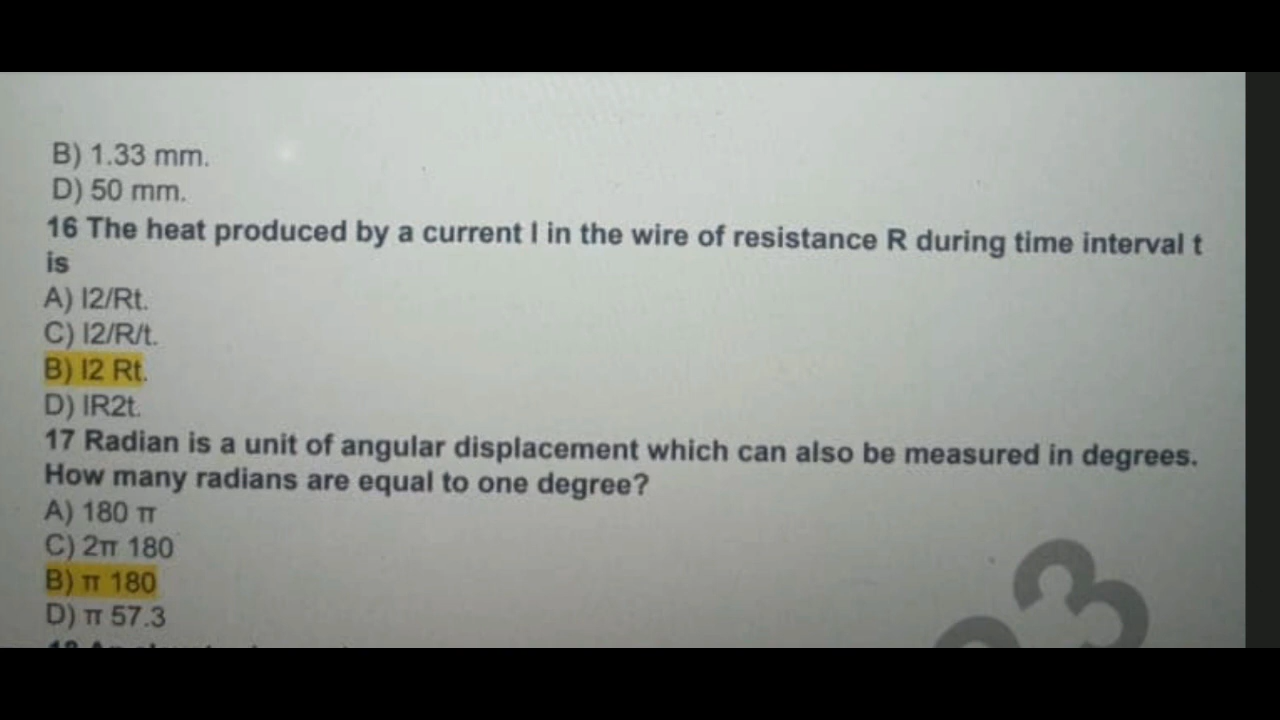 B) 1.33 mm.
D) 50 mm.
16 The heat produced by a current I in the wire of resistance R during time interval t
is
A) I2/Rt.
C) I2/R/t.
B) I2 Rt.
D) IR2t.
17 Radian is a unit of angular displacement which can also be measured in degrees.
How many radians are equal to one degree?
A) 180 π
C) 2π 180
B) π 180
D) π 57.3